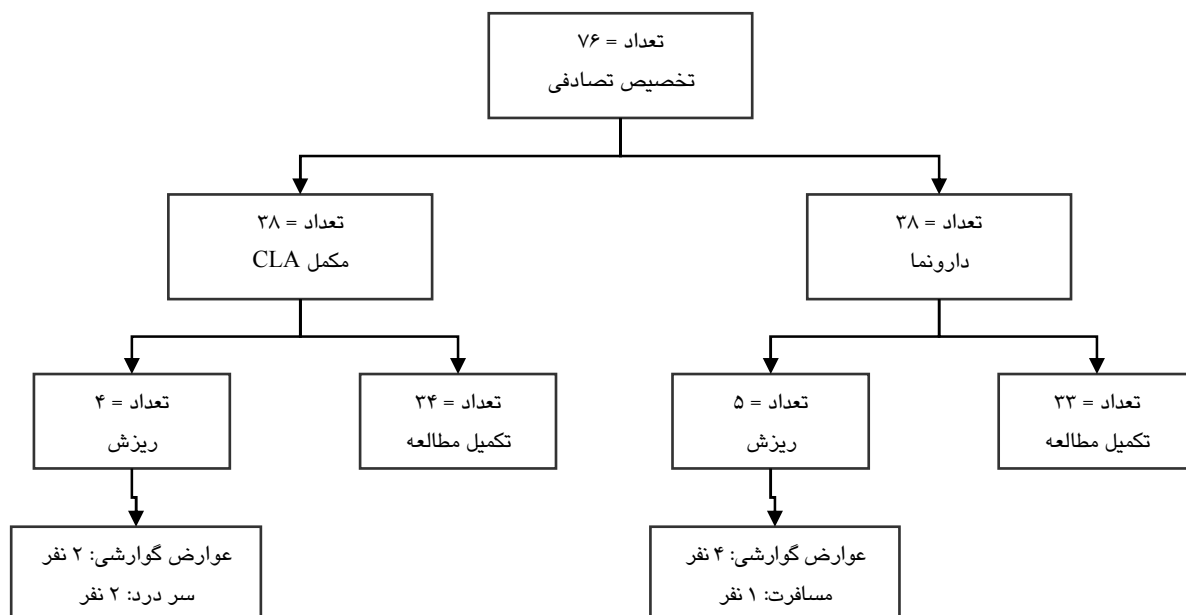 تعداد = ۷۶
تخصیص تصادفی
تعداد = ۳۸
دارونما
تعداد = ۳۸
مکمل CLA
تعداد = ۳۳
تکمیل مطالعه
تعداد = ۵
ریزش
تعداد = ۳۴
تکمیل مطالعه
تعداد = ۴
ریزش
عوارض گوارشی: ۴ نفر
مسافرت: ۱ نفر
عوارض گوارشی: ۲ نفر
سر درد: ۲ نفر